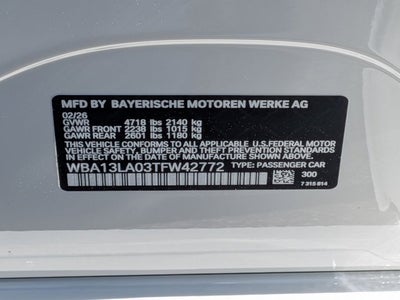 MFD BY BAYERISCHE MOTOREN WERKE AG
02/26
GVWR 4718 lbs 2140 kg
GAWR FRONT 2238 lbs 1015 kg
GAWR REAR 2601 lbs 1180 kg
THIS VEHICLE CONFORMS TO ALL APPLICABLE U.S. FEDERAL MOTOR
VEHICLE SAFETY, BUMPER, AND THEFT PREVENTION STANDARDS
IN EFFECT ON THE DATE OF MANUFACTURE SHOWN ABOVE.
WBA13LA03TFW42772 TYPE: PASSENGER CAR
300
7 315 814